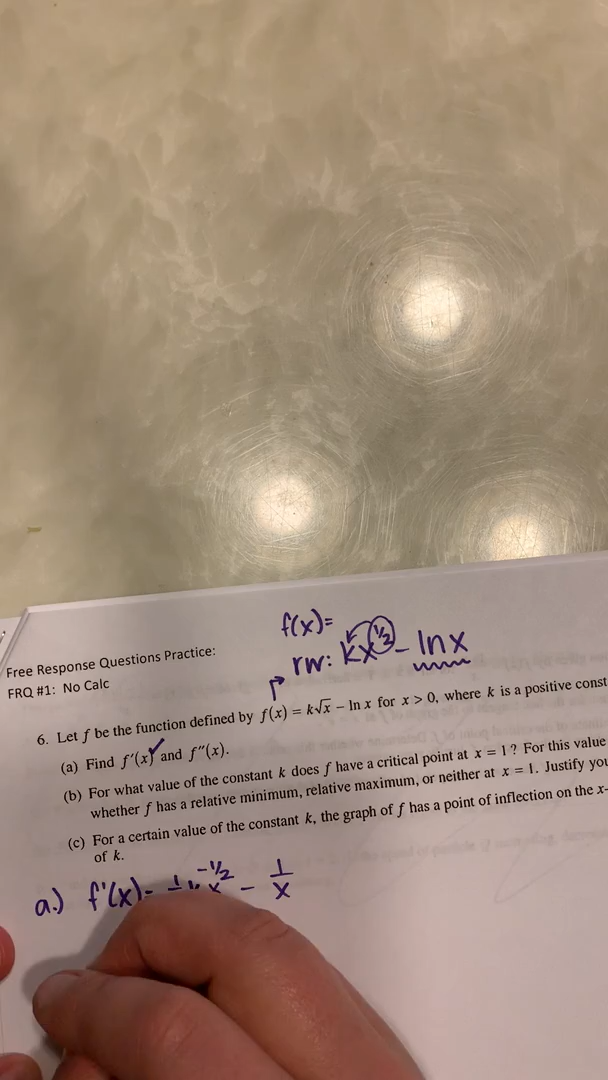 f(x)=
rw: kx^(1/2) - ln x
Free Response Questions Practice:
FRQ #1: No Calc
6. Let f be the function defined by f(x) = k√x − ln x for x > 0, where k is a positive const
(a) Find f′(x) and f″(x).
(b) For what value of the constant k does f have a critical point at x = 1? For this value
whether f has a relative minimum, relative maximum, or neither at x = 1. Justify you
(c) For a certain value of the constant k, the graph of f has a point of inflection on the x-
of k.
a.) f'(x)= x^(-1/2) - 1/x